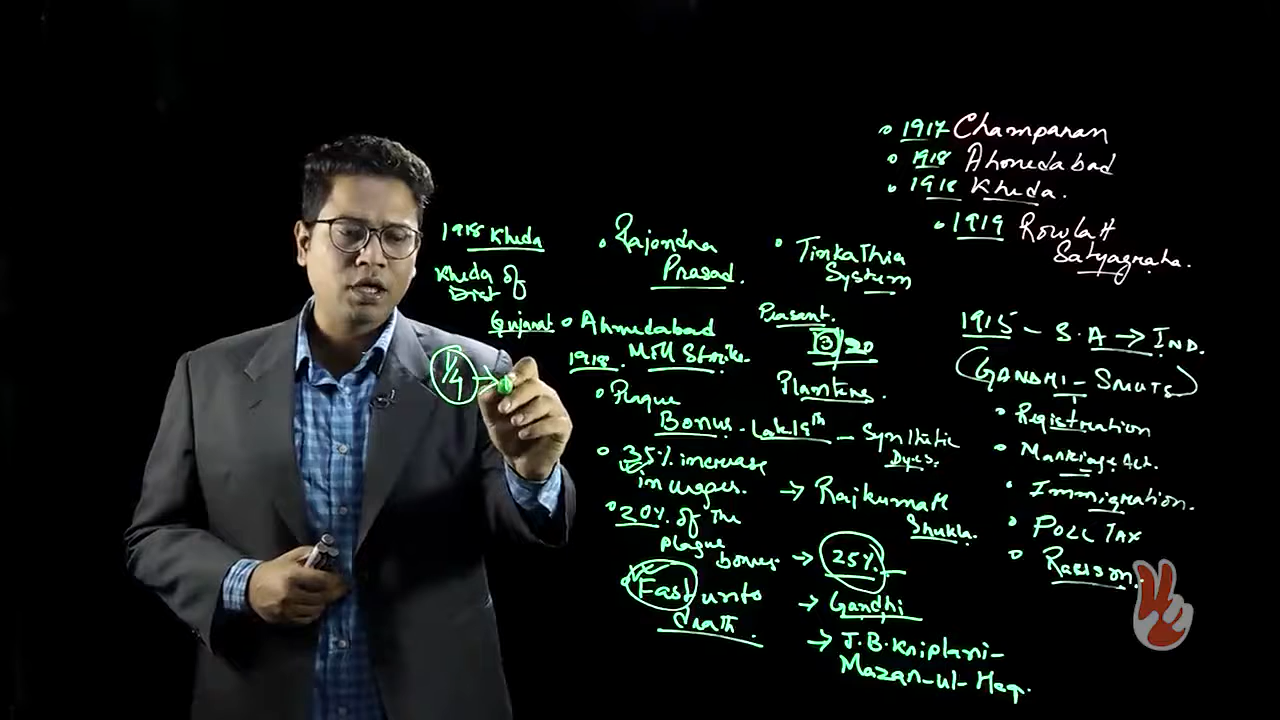 • 1917 Champaran
• 1918 Ahmedabad
• 1918 Kheda.
• 1919 Rowlatt
Satyagraha.
1915 - S.A → IND.
(GANDHI - SMUTS)
• Registration
• Marriage Act.
• Immigration.
• POLL TAX
• Racism.
• Tinkathia
System
Peasant.
3/20
Planters.
- Synthetic
Dyes.
→ Rajkumar
Shukla.
→ 25%.
→ Gandhi
→ J.B. Kriplani -
Mazar-ul-Haq.
• Rajendra
Prasad.
• Ahmedabad
1918. Mill Strike.
• Plague
Bonus.
• 35% increase
in wages.
• 20% of the
plague bonus.
• Fast unto
death.
1918 Kheda
Kheda of
Dist
Gujarat
1/4 →